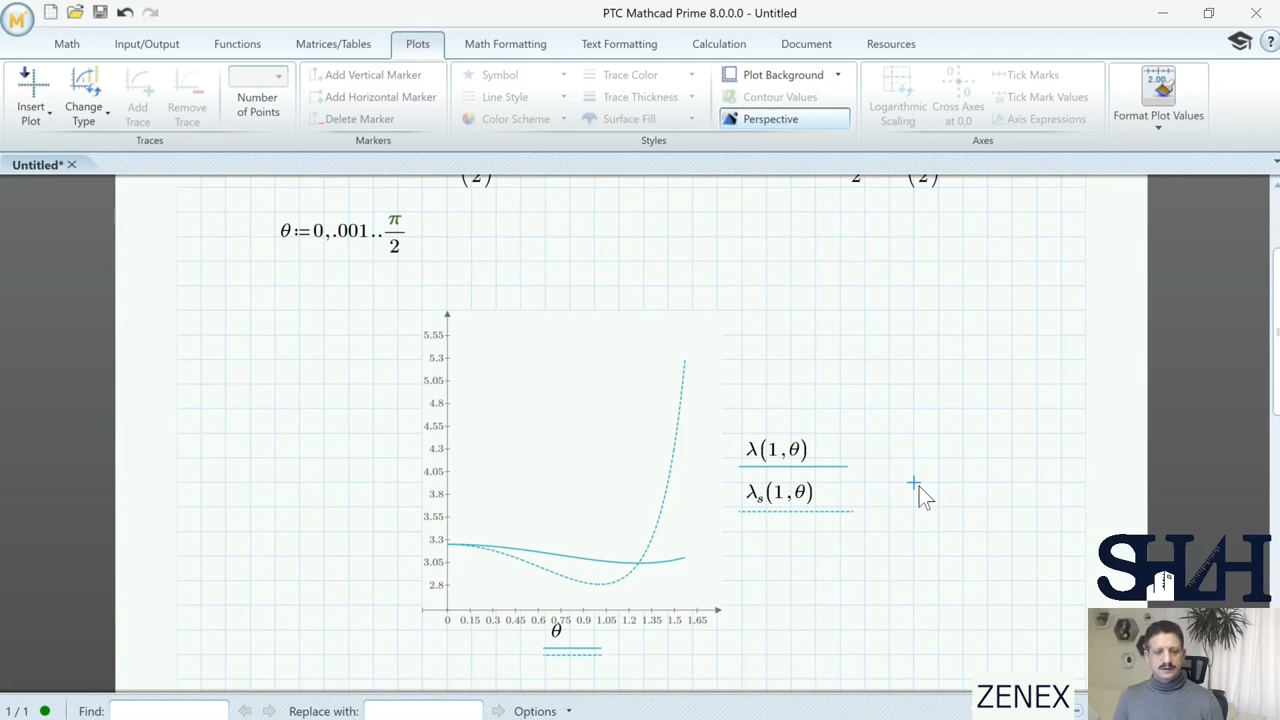 PTC Mathcad Prime 8.0.0.0 - Untitled
Math Input/Output Functions Matrices/Tables Plots Math Formatting Text Formatting Calculation Document Resources
Insert Plot
Change Type
Add Trace
Remove Trace
Number of Points
Traces
Add Vertical Marker
Add Horizontal Marker
Delete Marker
Markers
Symbol
Line Style
Color Scheme
Trace Color
Trace Thickness
Surface Fill
Plot Background
Contour Values
Perspective
Styles
Logarithmic Scaling
Cross Axes at 0,0
Tick Marks
Tick Mark Values
Axis Expressions
Axes
2.00
Format Plot Values
Untitled*
(2) 2 (2)
θ:=0,.001..π/2
5.55
5.3
5.05
4.8
4.55
4.3
4.05
3.8
3.55
3.3
3.05
2.8
0 0.15 0.3 0.45 0.6 0.75 0.9 1.05 1.2 1.35 1.5 1.65
θ
λ(1,θ)
λs(1,θ)
SHZH
ZENEX
1 / 1 Find: Replace with: Options